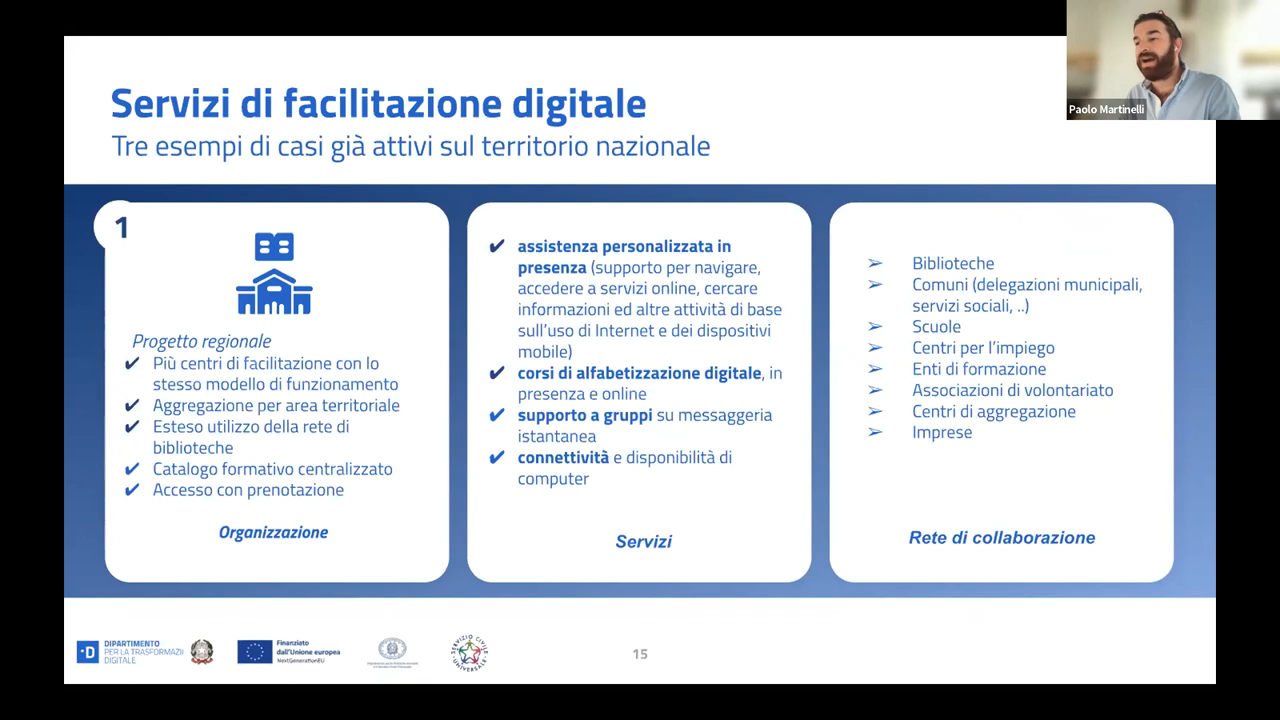 Paolo Martinelli
Servizi di facilitazione digitale
Tre esempi di casi già attivi sul territorio nazionale
1
Progetto regionale
✔ Più centri di facilitazione con lo
stesso modello di funzionamento
✔ Aggregazione per area territoriale
✔ Esteso utilizzo della rete di
biblioteche
✔ Catalogo formativo centralizzato
✔ Accesso con prenotazione
Organizzazione
✔ assistenza personalizzata in
presenza (supporto per navigare,
accedere a servizi online, cercare
informazioni ed altre attività di base
sull'uso di Internet e dei dispositivi
mobile)
✔ corsi di alfabetizzazione digitale, in
presenza e online
✔ supporto a gruppi su messaggeria
istantanea
✔ connettività e disponibilità di
computer
Servizi
➢ Biblioteche
➢ Comuni (delegazioni municipali,
servizi sociali, ..)
➢ Scuole
➢ Centri per l'impiego
➢ Enti di formazione
➢ Associazioni di volontariato
➢ Centri di aggregazione
➢ Imprese
Rete di collaborazione
D
DIPARTIMENTO
PER LA TRASFORMAZI
DIGITALE
Finanziato
dall'Unione europea
NextGenerationEU
SERVIZIO CIVILE
UNIVERSALE
15